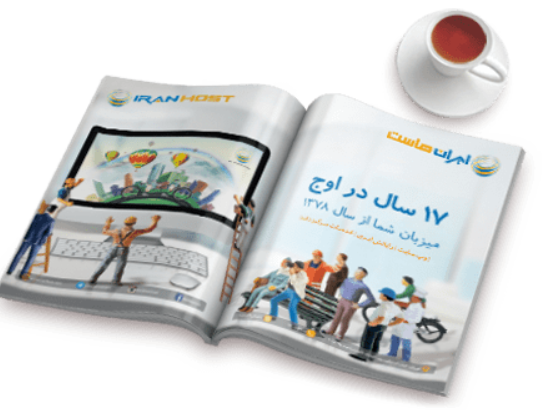 IRANHOST
ایران هاست
۱۷ سال در اوج
میزبان شما از سال ۱۳۷۸